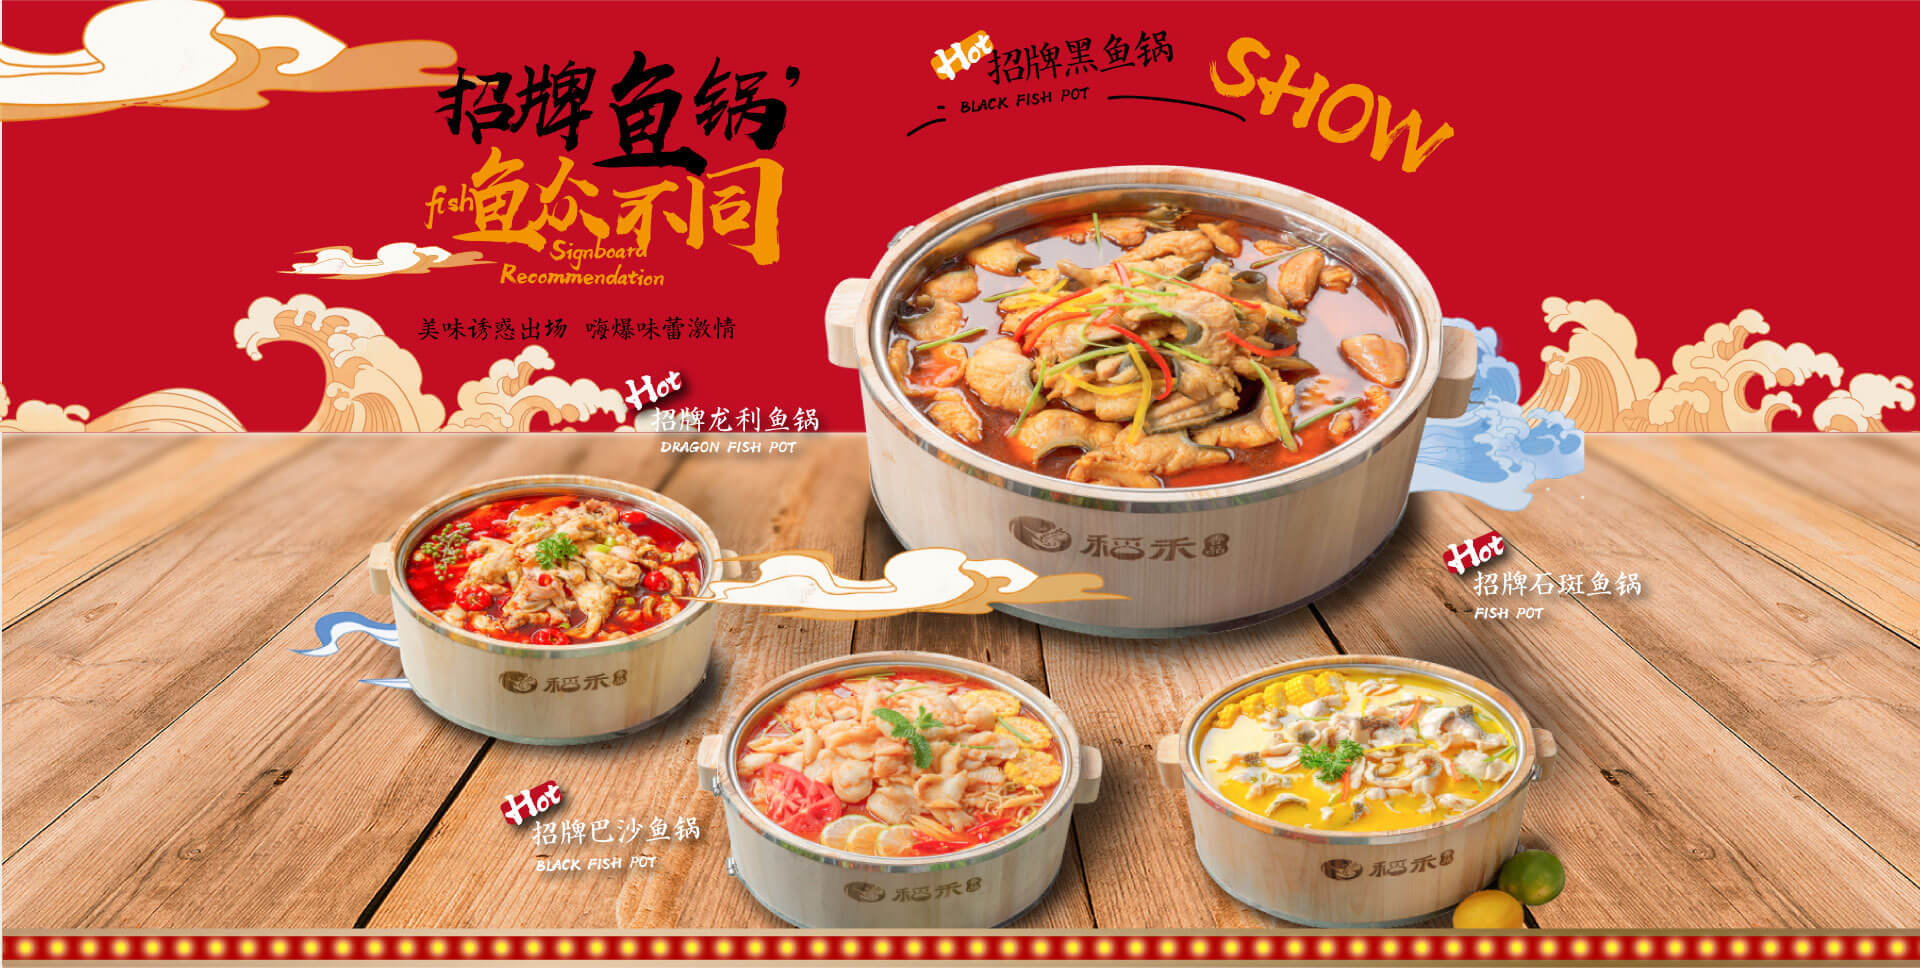 招牌鱼锅’
fish鱼众不同
Signboard
Recommendation
美味诱惑出场 嗨爆味蕾激情
Hot
招牌黑鱼锅
BLACK FISH POT
SHOW
Hot
招牌龙利鱼锅
DRAGON FISH POT
稻禾
稻禾
Hot
招牌石斑鱼锅
FISH POT
Hot
招牌巴沙鱼锅
BLACK FISH POT
稻禾
稻禾